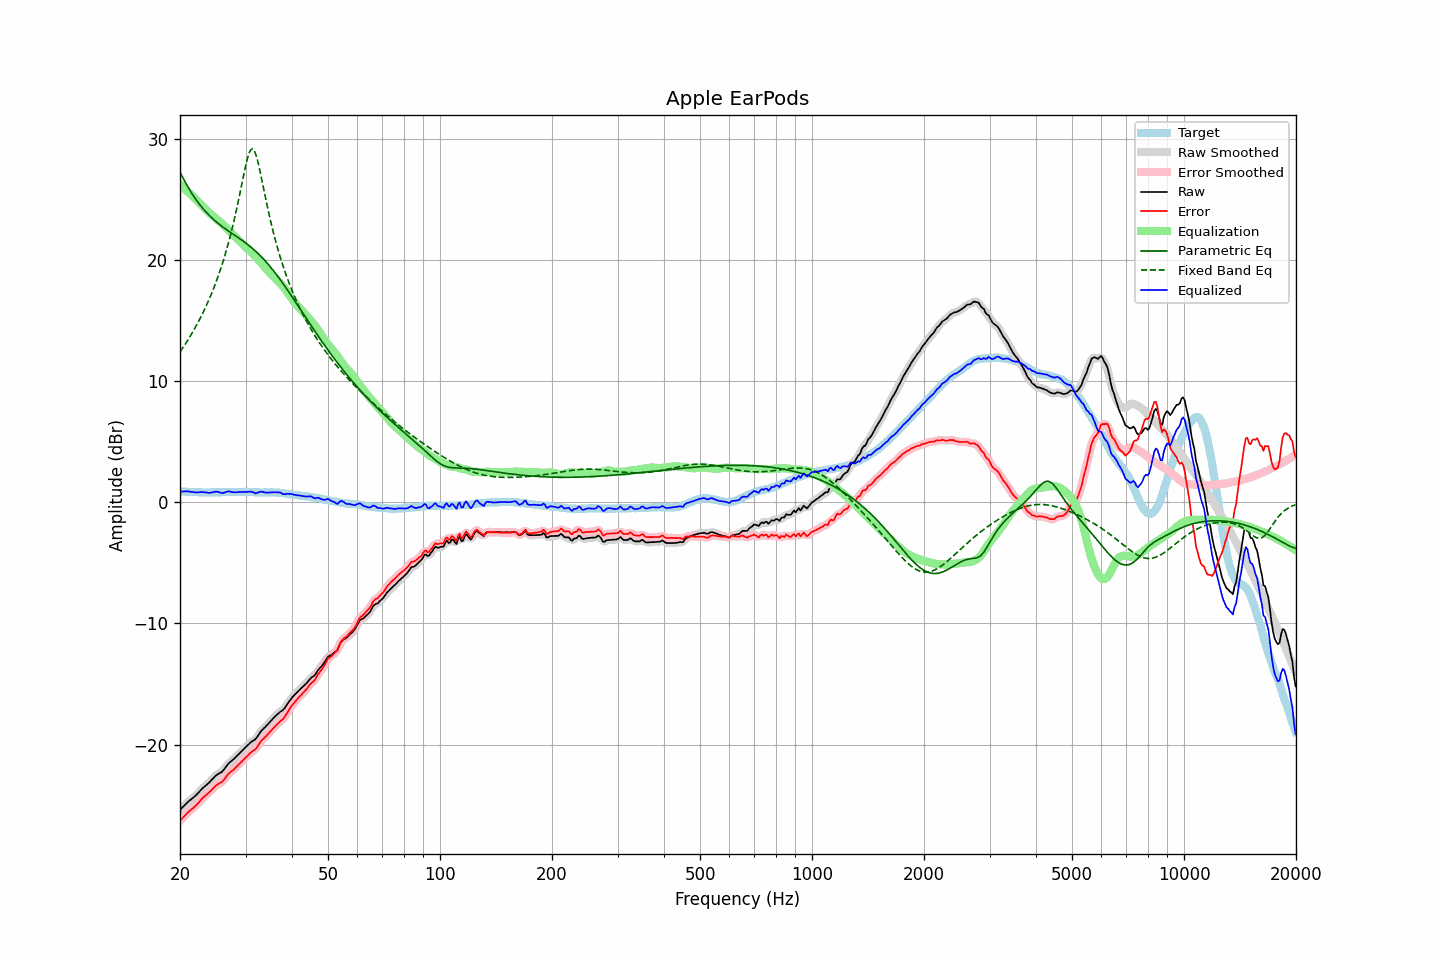 Apple EarPods
Amplitude (dBr)
30
20
10
0
−10
−20
Target
Raw Smoothed
Error Smoothed
Raw
Error
Equalization
Parametric Eq
Fixed Band Eq
Equalized
20 50 100 200 500 1000 2000 5000 10000 20000
Frequency (Hz)